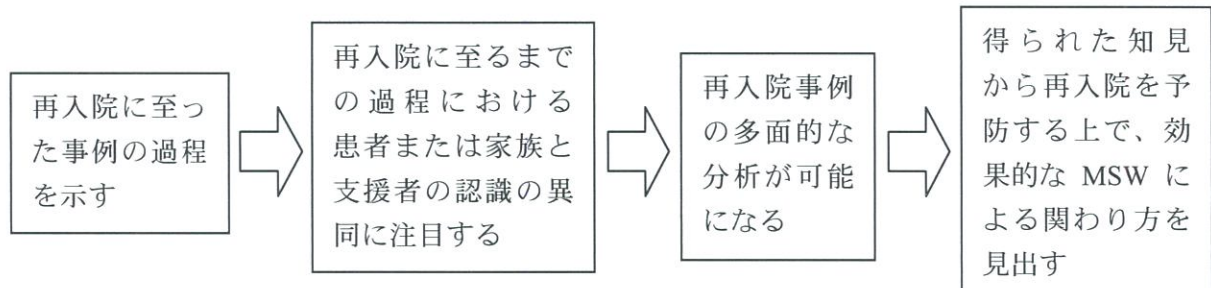 再入院に至っ
た事例の過程
を示す
再入院に至るまで
の過程における
患者または家族と
支援者の認識の異
同に注目する
再入院事例
の多面的な
分析が可能
になる
得られた知見
から再入院を予
防する上で、効
果的な MSW に
よる関わり方を
見出す